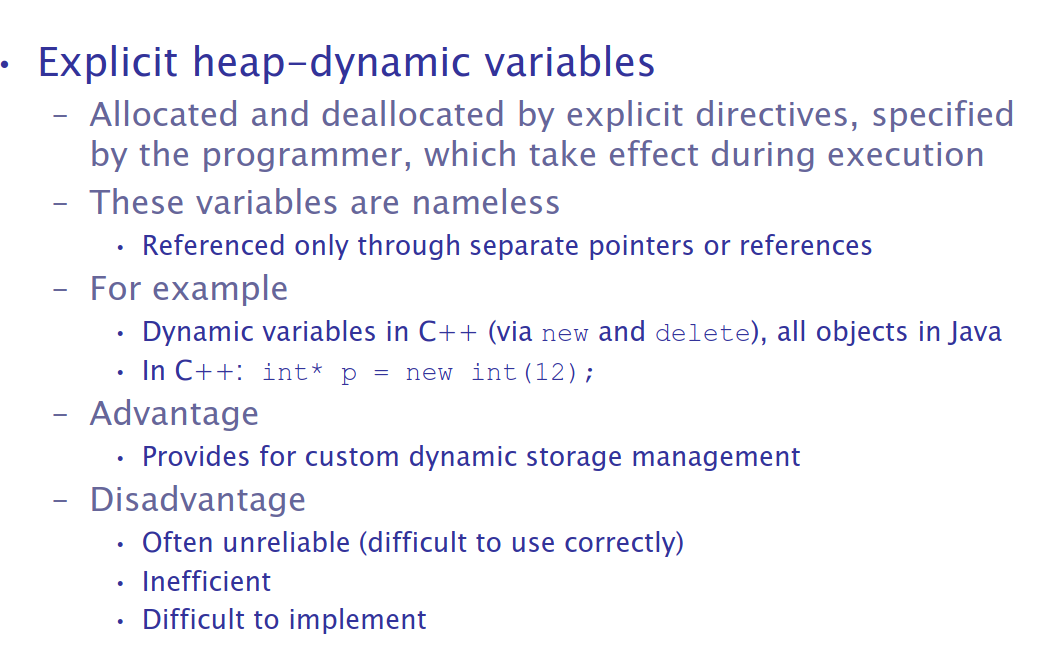 • Explicit heap-dynamic variables
– Allocated and deallocated by explicit directives, specified
by the programmer, which take effect during execution
– These variables are nameless
• Referenced only through separate pointers or references
– For example
• Dynamic variables in C++ (via new and delete), all objects in Java
• In C++: int* p = new int(12);
– Advantage
• Provides for custom dynamic storage management
– Disadvantage
• Often unreliable (difficult to use correctly)
• Inefficient
• Difficult to implement